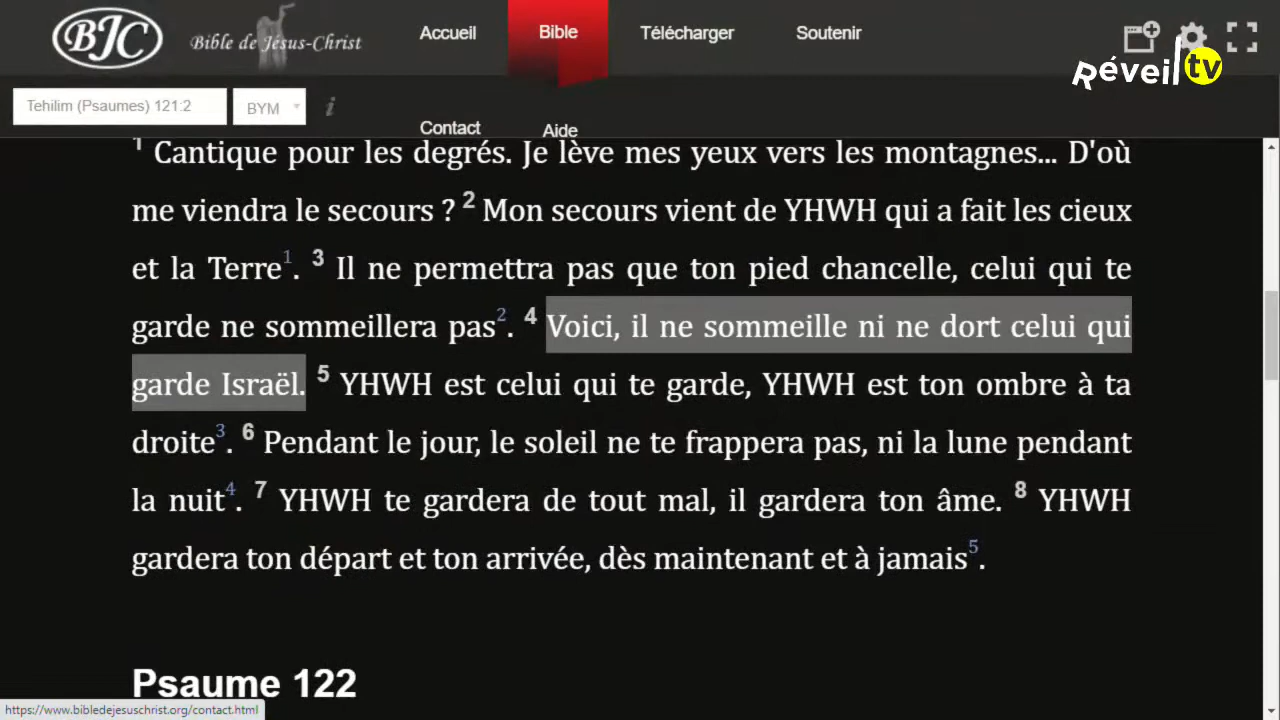 BJC
Bible de Jésus-Christ
Accueil
Bible
Télécharger
Soutenir
Réveil tv
Tehilim (Psaumes) 121:2
BYM
i
Contact
Aide
1 Cantique pour les degrés. Je lève mes yeux vers les montagnes... D'où
me viendra le secours ? 2 Mon secours vient de YHWH qui a fait les cieux
et la Terre1. 3 Il ne permettra pas que ton pied chancelle, celui qui te
garde ne sommeillera pas2. 4 Voici, il ne sommeille ni ne dort celui qui
garde Israël. 5 YHWH est celui qui te garde, YHWH est ton ombre à ta
droite3. 6 Pendant le jour, le soleil ne te frappera pas, ni la lune pendant
la nuit4. 7 YHWH te gardera de tout mal, il gardera ton âme. 8 YHWH
gardera ton départ et ton arrivée, dès maintenant et à jamais5.
Psaume 122
https://www.bibledejesuschrist.org/contact.html